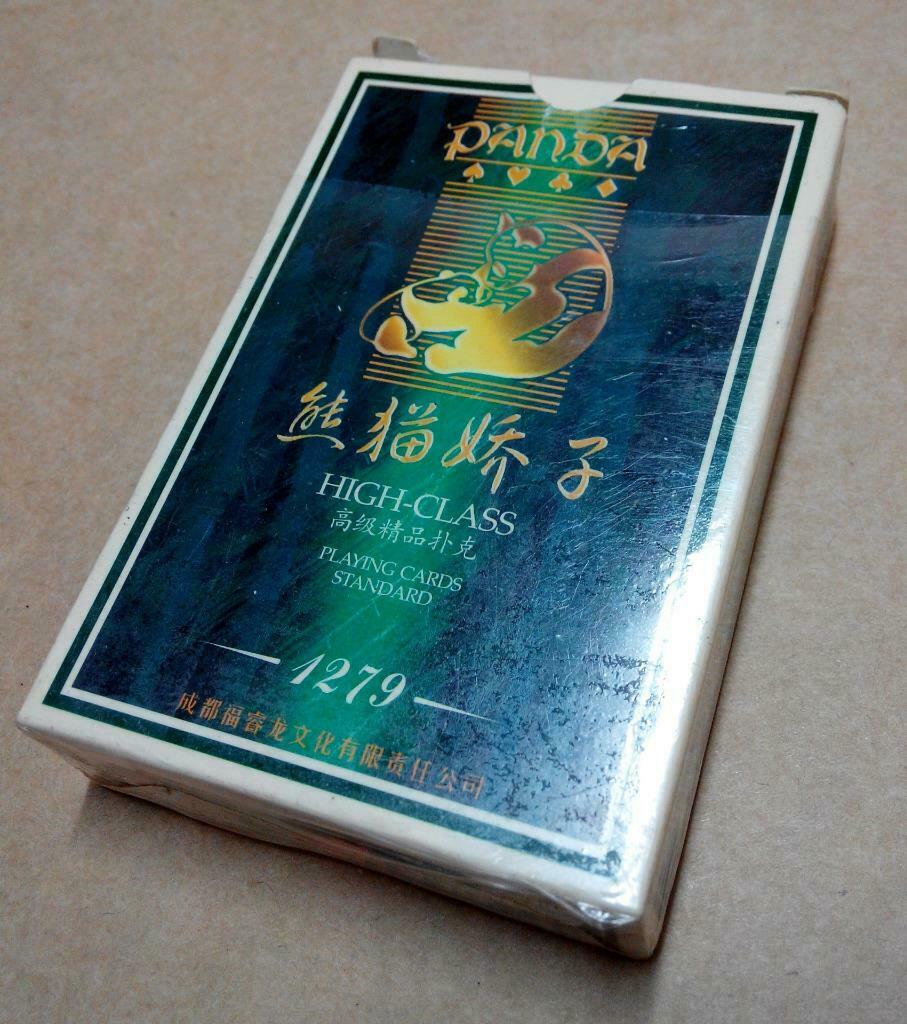 PANDA
♠♥♣♦
熊猫娇子
HIGH-CLASS
高级精品扑克
PLAYING CARDS
STANDARD
1279
成都福睿龙文化有限责任公司